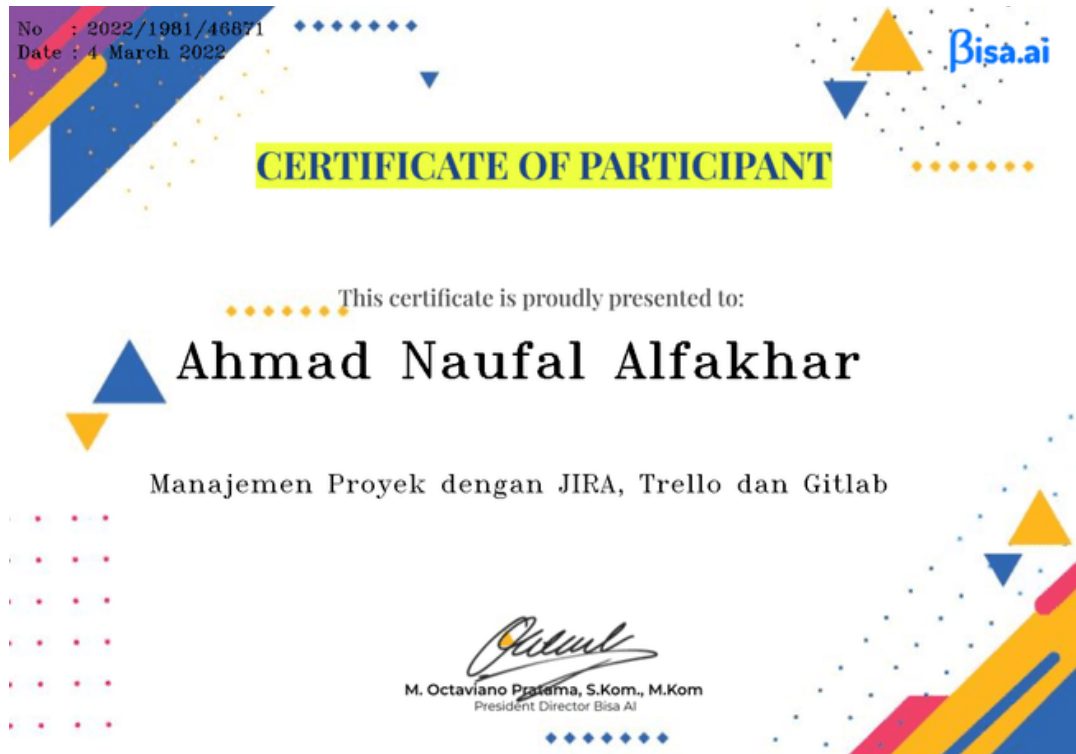 No : 2022/1981/46871
Date : 4 March 2022
βisa.ai
CERTIFICATE OF PARTICIPANT
This certificate is proudly presented to:
Ahmad Naufal Alfakhar
Manajemen Proyek dengan JIRA, Trello dan Gitlab
M. Octaviano Pratama, S.Kom., M.Kom
President Director Bisa AI